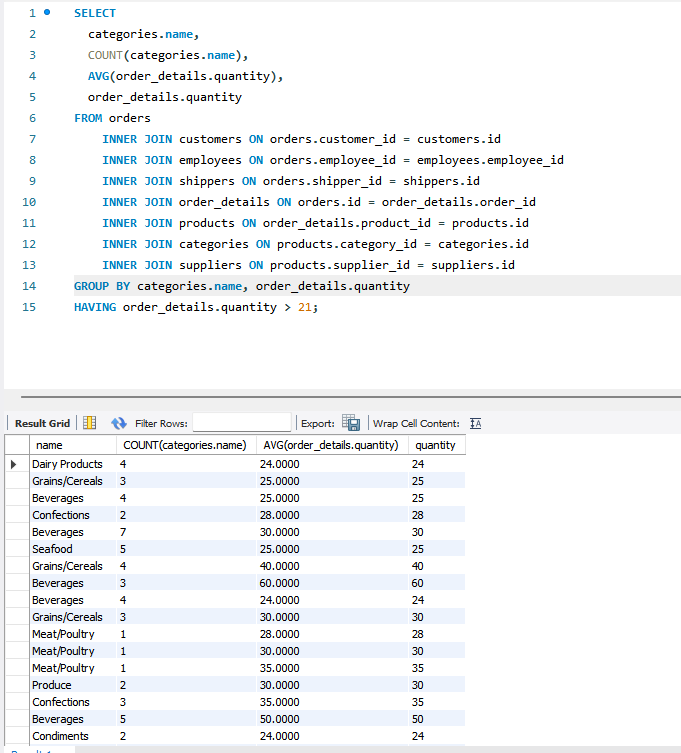 1 SELECT
2 categories.name,
3 COUNT(categories.name),
4 AVG(order_details.quantity),
5 order_details.quantity
6 FROM orders
7 INNER JOIN customers ON orders.customer_id = customers.id
8 INNER JOIN employees ON orders.employee_id = employees.employee_id
9 INNER JOIN shippers ON orders.shipper_id = shippers.id
10 INNER JOIN order_details ON orders.id = order_details.order_id
11 INNER JOIN products ON order_details.product_id = products.id
12 INNER JOIN categories ON products.category_id = categories.id
13 INNER JOIN suppliers ON products.supplier_id = suppliers.id
14 GROUP BY categories.name, order_details.quantity
15 HAVING order_details.quantity > 21;
Result Grid Filter Rows: Export: Wrap Cell Content: IA
name COUNT(categories.name) AVG(order_details.quantity) quantity
Dairy Products 4 24.0000 24
Grains/Cereals 3 25.0000 25
Beverages 4 25.0000 25
Confections 2 28.0000 28
Beverages 7 30.0000 30
Seafood 5 25.0000 25
Grains/Cereals 4 40.0000 40
Beverages 3 60.0000 60
Beverages 4 24.0000 24
Grains/Cereals 3 30.0000 30
Meat/Poultry 1 28.0000 28
Meat/Poultry 1 30.0000 30
Meat/Poultry 1 35.0000 35
Produce 2 30.0000 30
Confections 3 35.0000 35
Beverages 5 50.0000 50
Condiments 2 24.0000 24